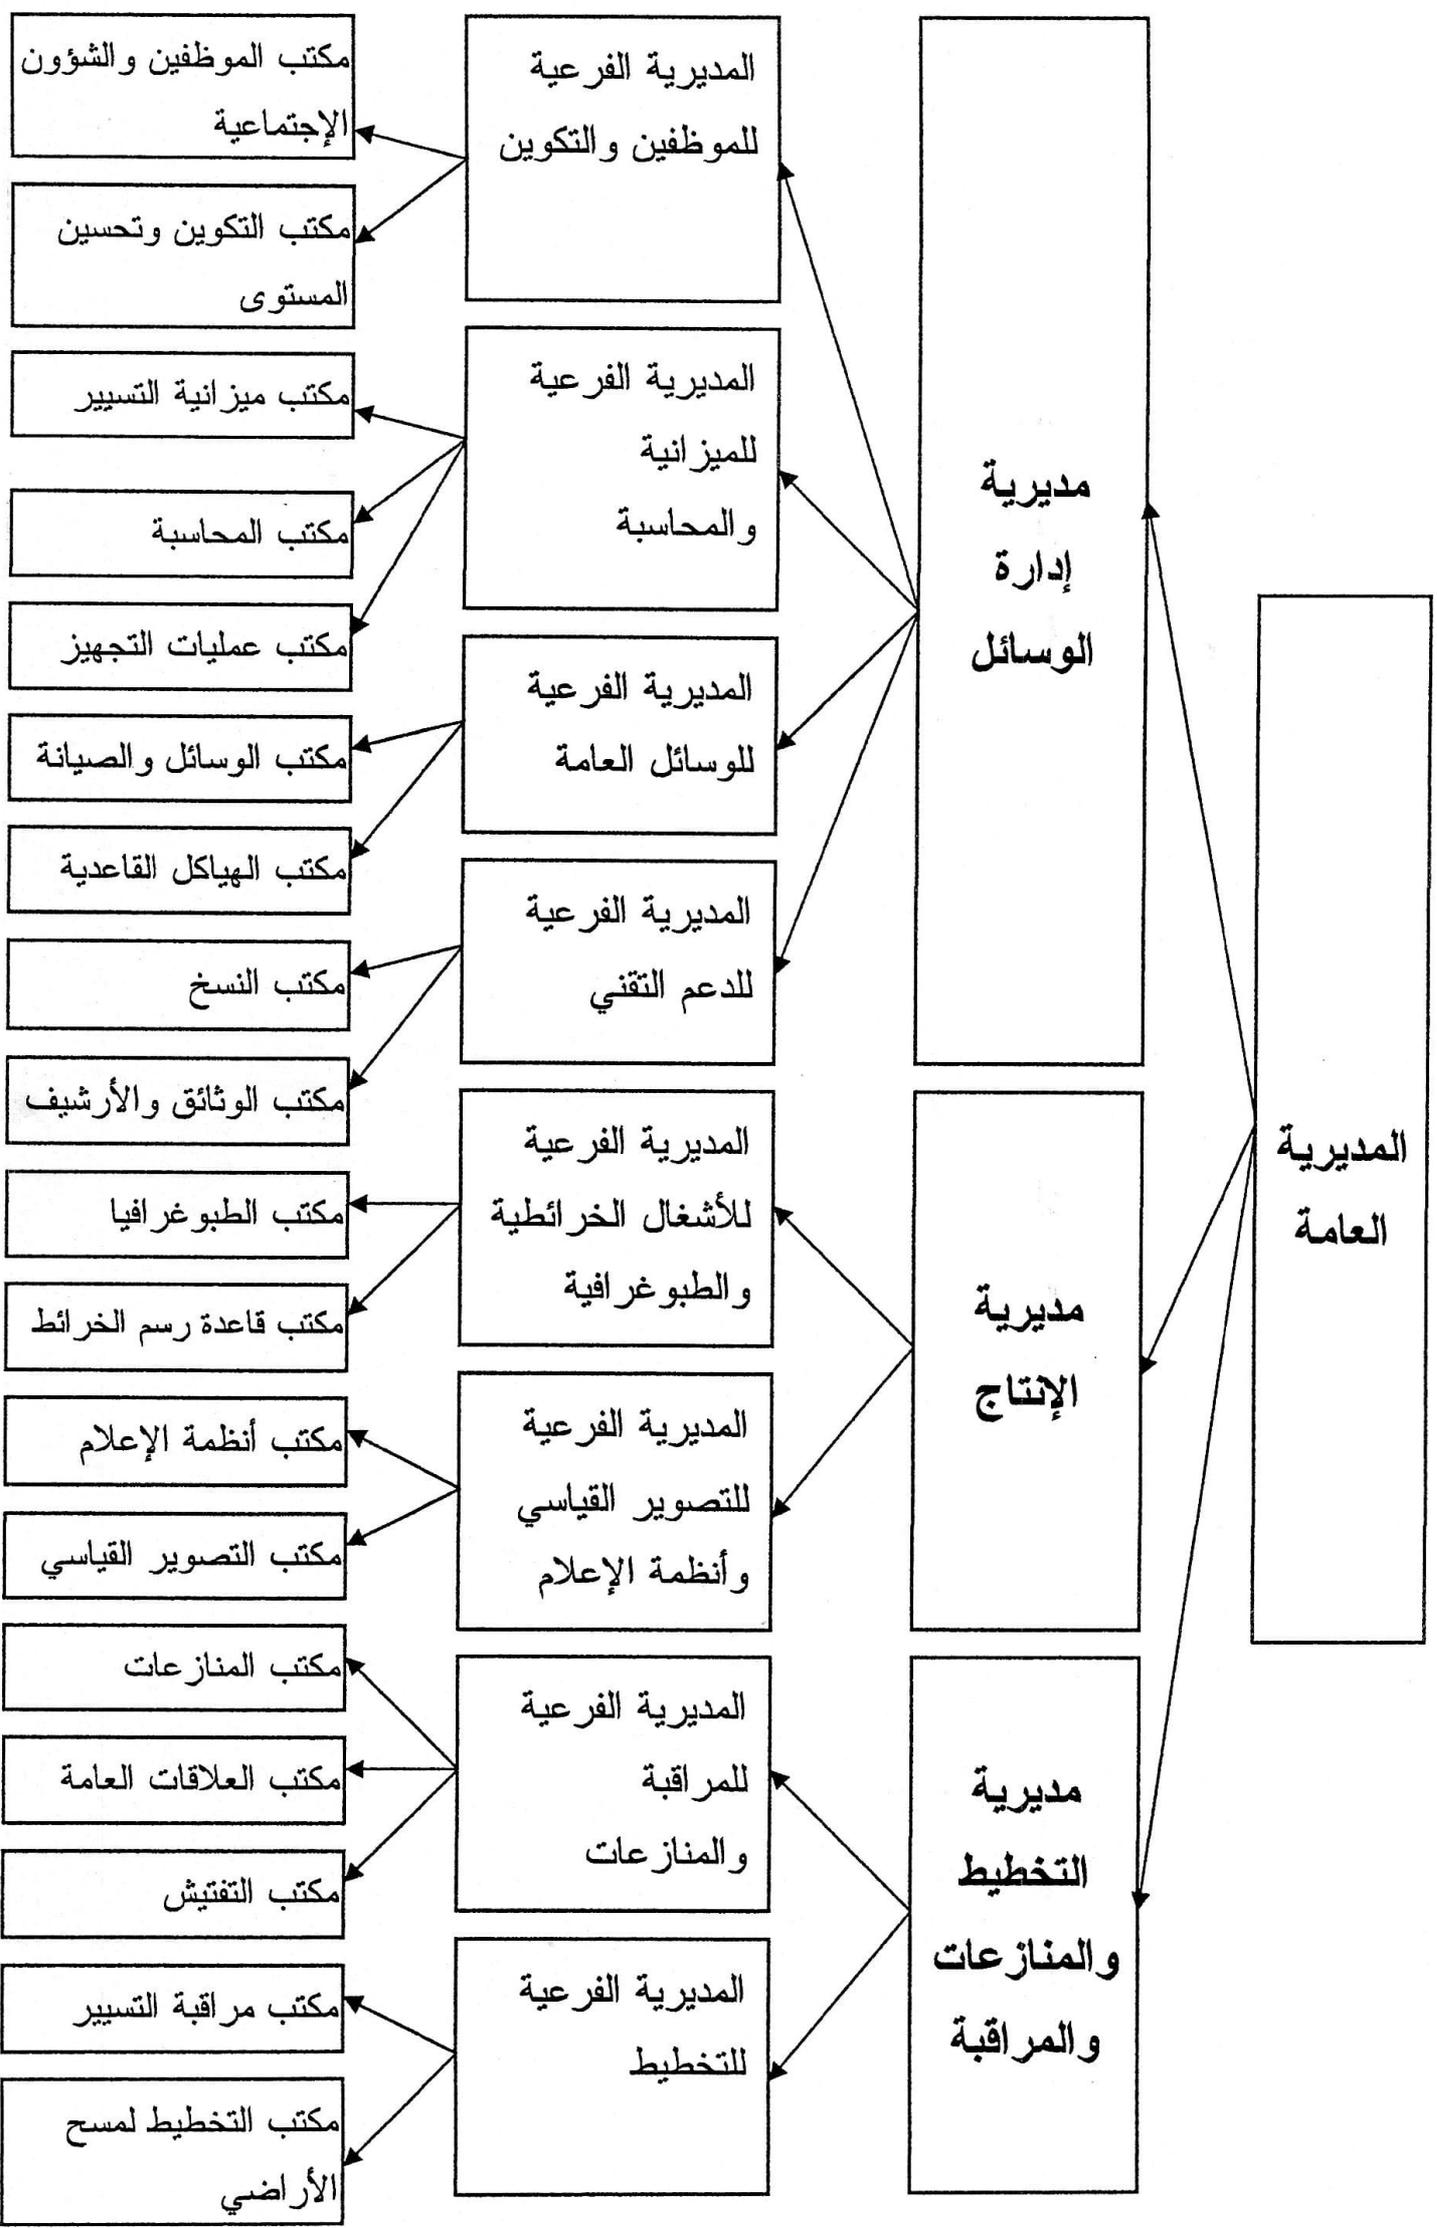 المديرية
العامة
مديرية
إدارة
الوسائل
المديرية الفرعية
للموظفين والتكوين
مكتب الموظفين والشؤون
الإجتماعية
مكتب التكوين وتحسين
المستوى
المديرية الفرعية
للميزانية
والمحاسبة
مكتب ميزانية التسيير
مكتب المحاسبة
مكتب عمليات التجهيز
المديرية الفرعية
للوسائل العامة
مكتب الوسائل والصيانة
مكتب الهياكل القاعدية
المديرية الفرعية
للدعم التقني
مكتب النسخ
مكتب الوثائق والأرشيف
مديرية
الإنتاج
المديرية الفرعية
للأشغال الخرائطية
والطبوغرافية
مكتب الطبوغرافيا
مكتب قاعدة رسم الخرائط
المديرية الفرعية
للتصوير القياسي
وأنظمة الإعلام
مكتب أنظمة الإعلام
مكتب التصوير القياسي
مديرية
التخطيط
والمنازعات
والمراقبة
المديرية الفرعية
للمراقبة
والمنازعات
مكتب المنازعات
مكتب العلاقات العامة
مكتب التفتيش
المديرية الفرعية
للتخطيط
مكتب مراقبة التسيير
مكتب التخطيط لمسح
الأراضي